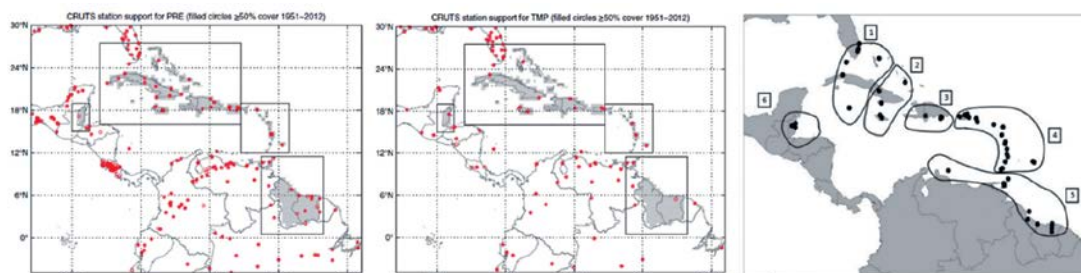 CRUTS station support for PRE (filled circles ≥50% cover 1951–2012)
30°N
24°N
18°N
12°N
6°N
0°
CRUTS station support for TMP (filled circles ≥50% cover 1951–2012)
30°N
24°N
18°N
12°N
6°N
0°
1
2
3
4
5
6